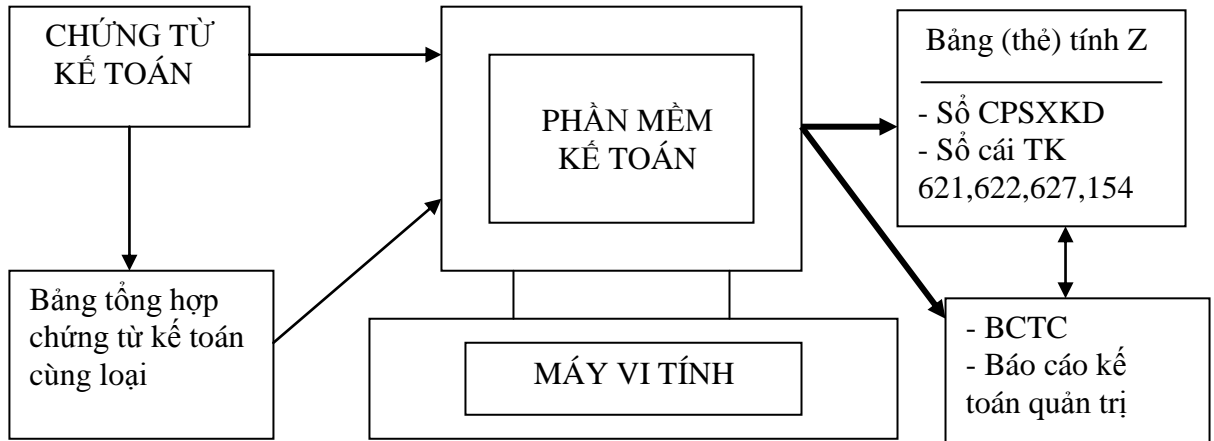 CHỨNG TỪ
KẾ TOÁN
Bảng tổng hợp
chứng từ kế toán
cùng loại
PHẦN MỀM
KẾ TOÁN
MÁY VI TÍNH
Bảng (thẻ) tính Z
- Sổ CPSXKD
- Sổ cái TK
621,622,627,154
- BCTC
- Báo cáo kế
toán quản trị